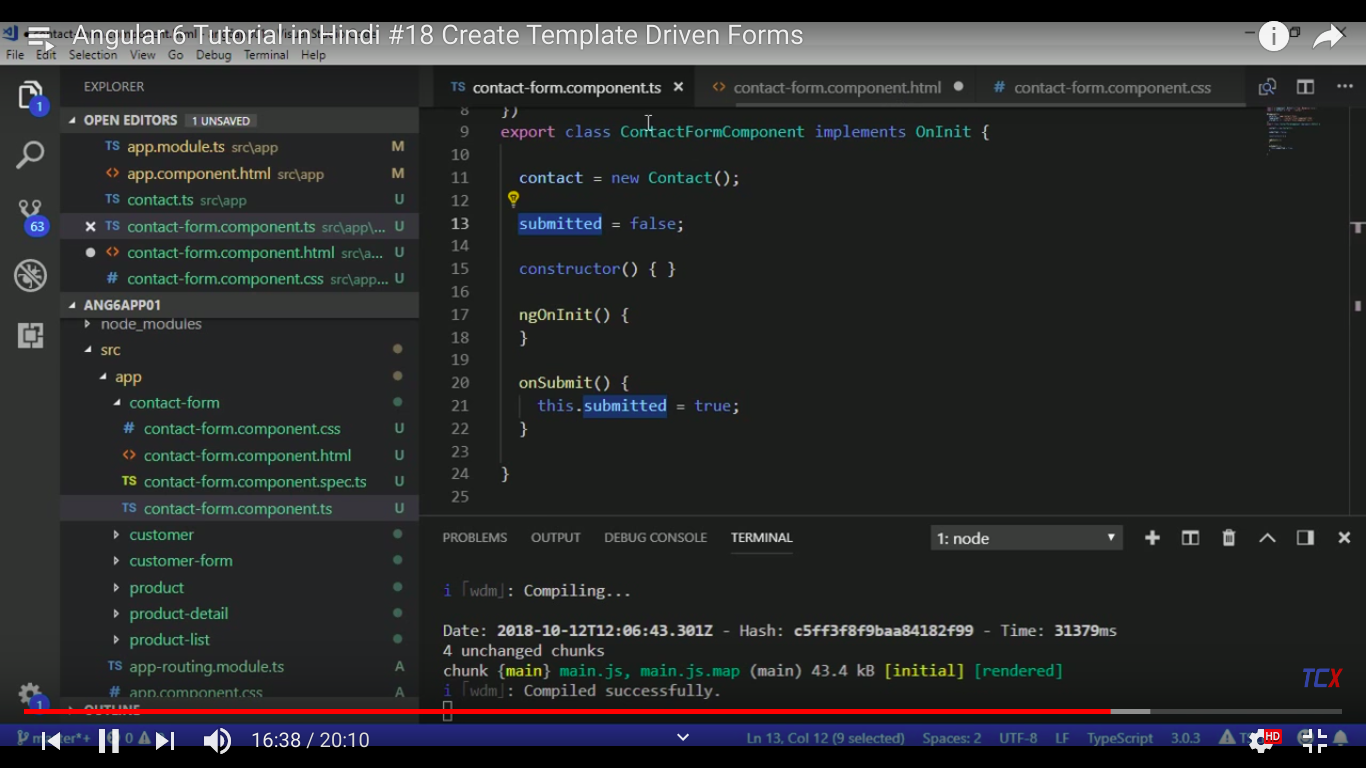 Angular 6 Tutorial in Hindi #18 Create Template Driven Forms
File Edit Selection View Go Debug Terminal Help
EXPLORER
OPEN EDITORS 1 UNSAVED
TS app.module.ts src\app M
<> app.component.html src\app M
TS contact.ts src\app U
TS contact-form.component.ts src\app\... U
<> contact-form.component.html src\a... U
# contact-form.component.css src\app... U
ANG6APP01
node_modules
src
app
contact-form
# contact-form.component.css U
<> contact-form.component.html U
TS contact-form.component.spec.ts U
TS contact-form.component.ts U
customer
customer-form
product
product-detail
product-list
TS app-routing.module.ts A
# app.component.css A
OUTLINE
1
63
1
TS contact-form.component.ts
<> contact-form.component.html
# contact-form.component.css
8 })
9 export class ContactFormComponent implements OnInit {
10
11 contact = new Contact();
12
13 submitted = false;
14
15 constructor() { }
16
17 ngOnInit() {
18 }
19
20 onSubmit() {
21 this.submitted = true;
22 }
23
24 }
25
PROBLEMS OUTPUT DEBUG CONSOLE TERMINAL 1: node
i ｢wdm｣: Compiling...
Date: 2018-10-12T12:06:43.301Z - Hash: c5ff3f8f9baa84182f99 - Time: 31379ms
4 unchanged chunks
chunk {main} main.js, main.js.map (main) 43.4 kB [initial] [rendered]
i ｢wdm｣: Compiled successfully.
TCX
16:38 / 20:10
Ln 13, Col 12 (9 selected) Spaces: 2 UTF-8 LF TypeScript 3.0.3
HD